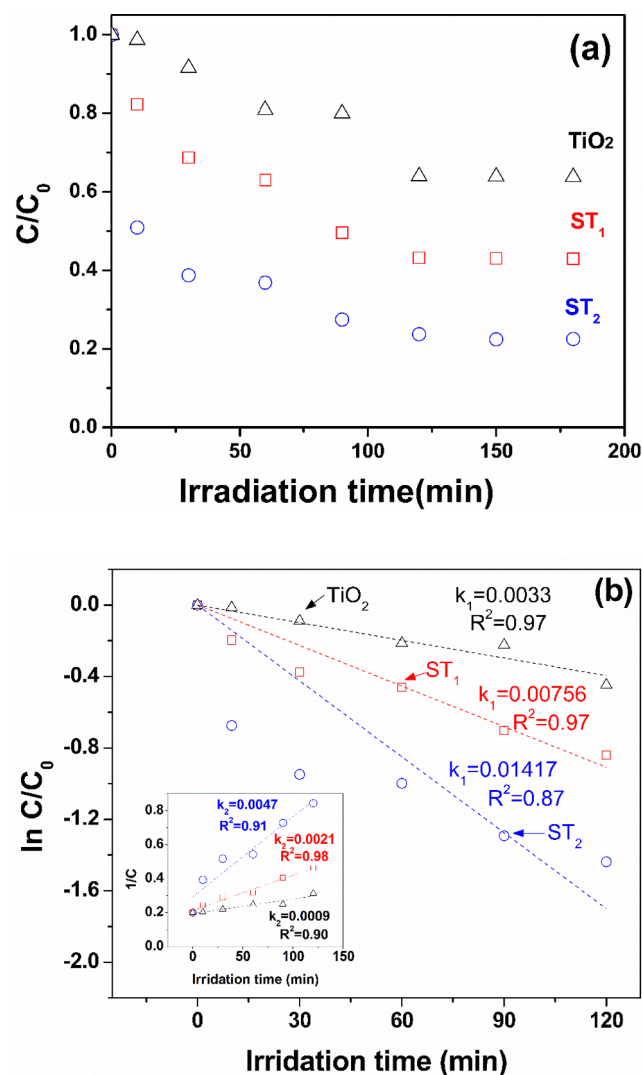 (a)
1.0
0.8
0.6
0.4
0.2
0.0
C/C0
TiO2
ST1
ST2
0 50 100 150 200
Irradiation time(min)
(b)
0.0
-0.4
-0.8
-1.2
-1.6
-2.0
ln C/C0
TiO2
k1=0.0033
R2=0.97
ST1
k1=0.00756
R2=0.97
k1=0.01417
R2=0.87
ST2
0.8
0.6
0.4
0.2
0.0
1/C
k2=0.0047
R2=0.91
k2=0.0021
R2=0.98
k2=0.0009
R2=0.90
0 50 100 150
Irridation time (min)
0 30 60 90 120
Irridation time (min)